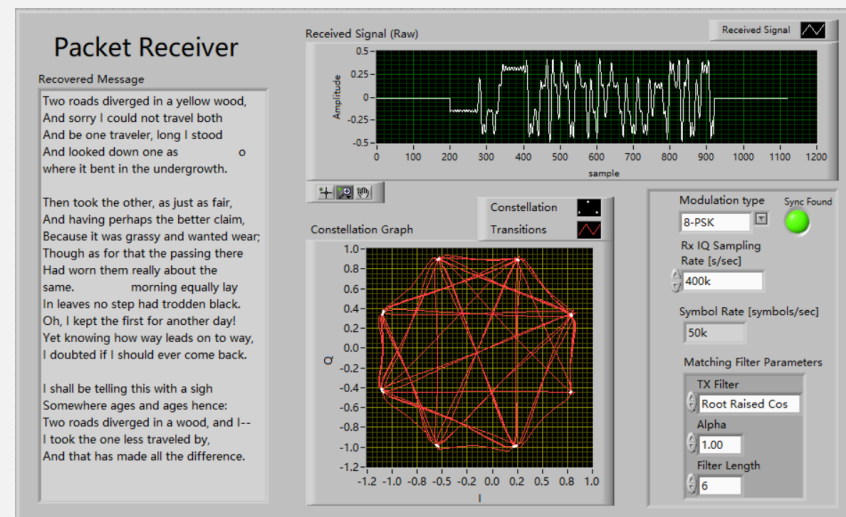 Packet Receiver
Recovered Message
Two roads diverged in a yellow wood,
And sorry I could not travel both
And be one traveler, long I stood
And looked down one as o
where it bent in the undergrowth.
Then took the other, as just as fair,
And having perhaps the better claim,
Because it was grassy and wanted wear;
Though as for that the passing there
Had worn them really about the
same. morning equally lay
In leaves no step had trodden black.
Oh, I kept the first for another day!
Yet knowing how way leads on to way,
I doubted if I should ever come back.
I shall be telling this with a sigh
Somewhere ages and ages hence:
Two roads diverged in a wood, and I--
I took the one less traveled by,
And that has made all the difference.
Received Signal (Raw)
Received Signal
Amplitude
0.5
0.25
0
-0.25
-0.5
0 100 200 300 400 500 600 700 800 900 1000 1100 1200
sample
Constellation
Transitions
Constellation Graph
Q
1.0
0.8
0.6
0.4
0.2
0.0
-0.2
-0.4
-0.6
-0.8
-1.0
-1.2
-1.2 -1.0 -0.8 -0.5 -0.2 0.0 0.2 0.5 0.8 1.0
I
Modulation type
Sync Found
8-PSK
Rx IQ Sampling
Rate [s/sec]
400k
Symbol Rate [symbols/sec]
50k
Matching Filter Parameters
TX Filter
Root Raised Cos
Alpha
1.00
Filter Length
6